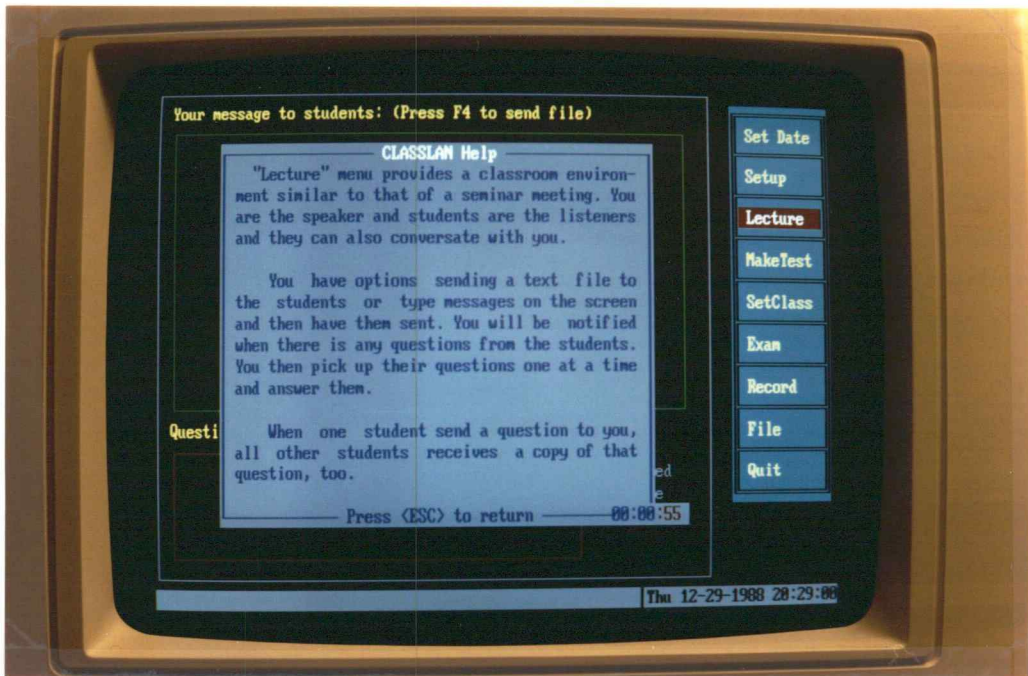 Your message to students: (Press F4 to send file)
CLASSLAN Help
"Lecture" menu provides a classroom environ-
ment similar to that of a seminar meeting. You
are the speaker and students are the listeners
and they can also conversate with you.
You have options sending a text file to
the students or type messages on the screen
and then have them sent. You will be notified
when there is any questions from the students.
You then pick up their questions one at a time
and answer them.
When one student send a question to you,
all other students receives a copy of that
question, too.
Press <ESC> to return
00:00:55
Questi
ed
e
Set Date
Setup
Lecture
MakeTest
SetClass
Exam
Record
File
Quit
Thu 12-29-1988 20:29:00